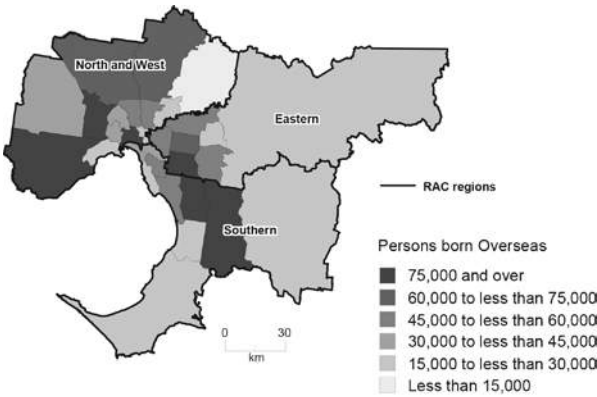 North and West
Eastern
Southern
RAC regions
Persons born Overseas
75,000 and over
60,000 to less than 75,000
45,000 to less than 60,000
30,000 to less than 45,000
15,000 to less than 30,000
Less than 15,000
0 30
km